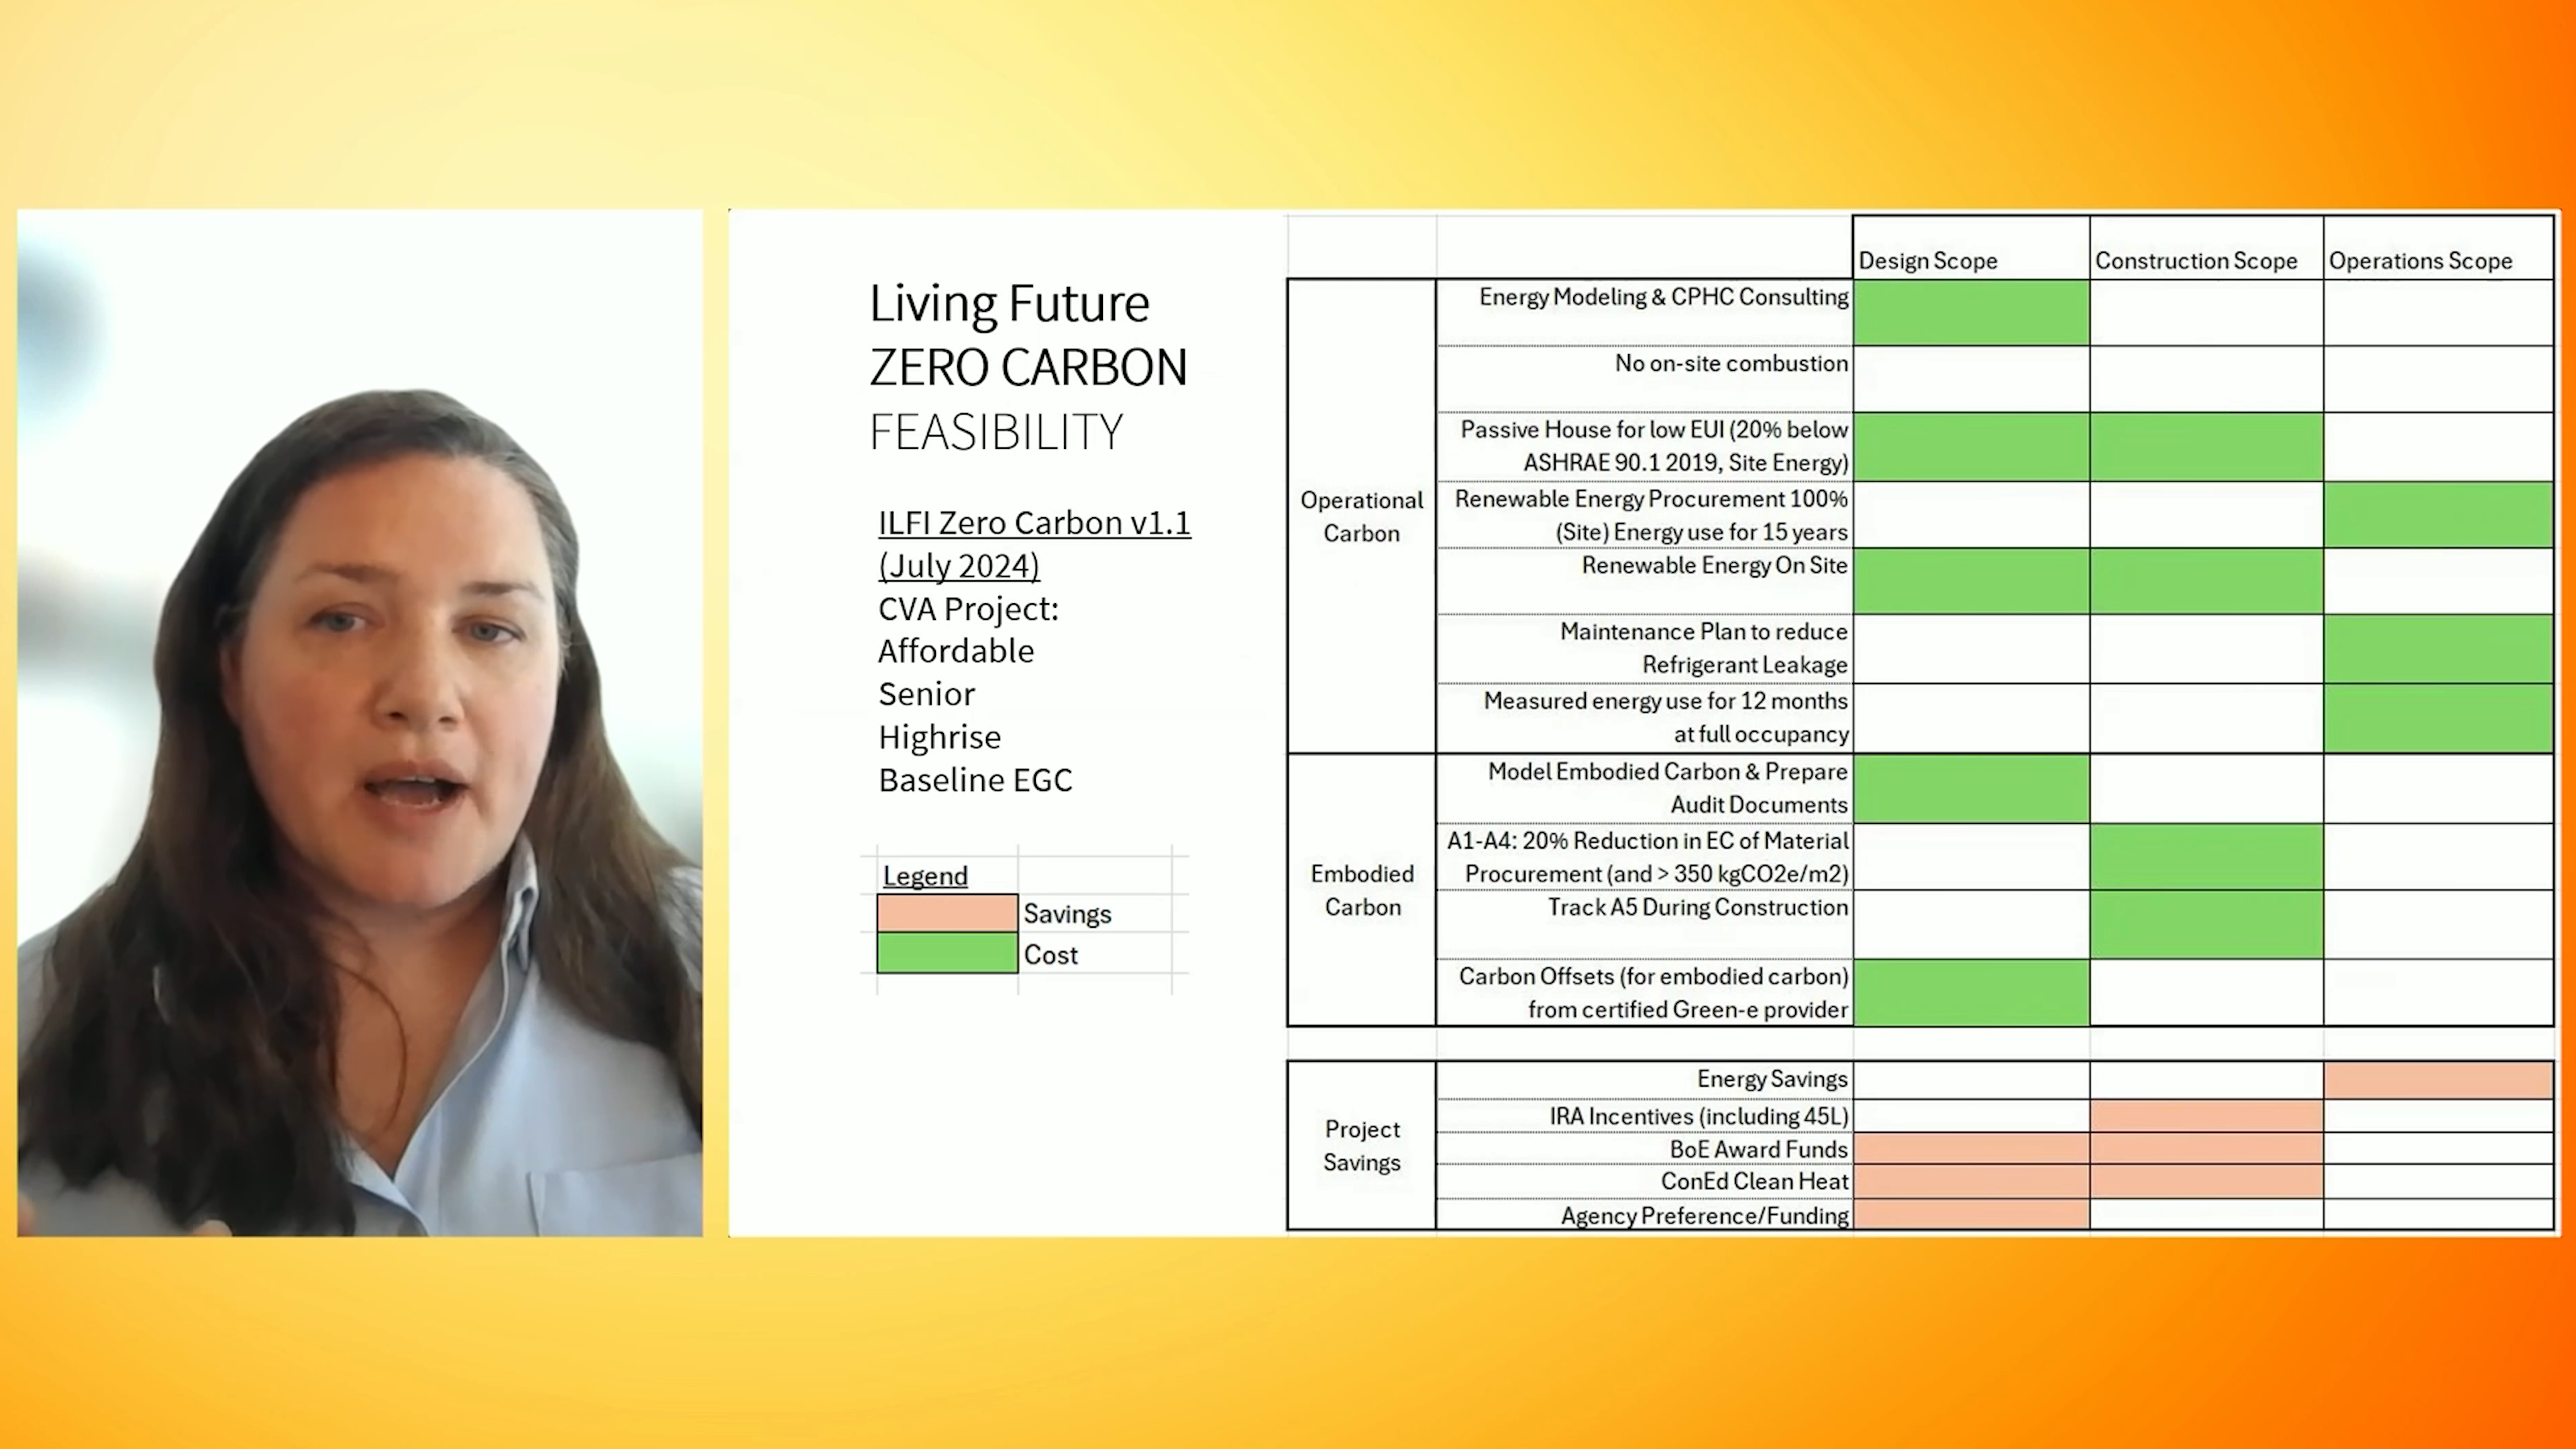 Living Future
ZERO CARBON
FEASIBILITY
ILFI Zero Carbon v1.1
(July 2024)
CVA Project:
Affordable
Senior
Highrise
Baseline EGC
Legend
Savings
Cost
Design Scope
Construction Scope
Operations Scope
Operational
Carbon
Energy Modeling & CPHC Consulting
No on-site combustion
Passive House for low EUI (20% below
ASHRAE 90.1 2019, Site Energy)
Renewable Energy Procurement 100%
(Site) Energy use for 15 years
Renewable Energy On Site
Maintenance Plan to reduce
Refrigerant Leakage
Measured energy use for 12 months
at full occupancy
Embodied
Carbon
Model Embodied Carbon & Prepare
Audit Documents
A1-A4: 20% Reduction in EC of Material
Procurement (and > 350 kgCO2e/m2)
Track A5 During Construction
Carbon Offsets (for embodied carbon)
from certified Green-e provider
Project
Savings
Energy Savings
IRA Incentives (including 45L)
BoE Award Funds
ConEd Clean Heat
Agency Preference/Funding